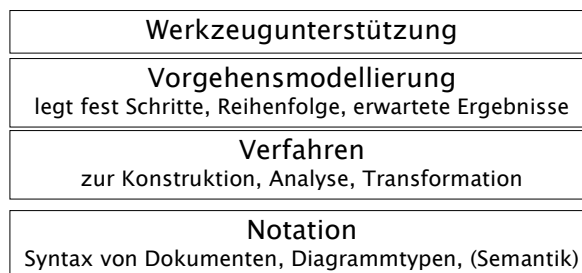 Werkzeugunterstützung
Vorgehensmodellierung
legt fest Schritte, Reihenfolge, erwartete Ergebnisse
Verfahren
zur Konstruktion, Analyse, Transformation
Notation
Syntax von Dokumenten, Diagrammtypen, (Semantik)